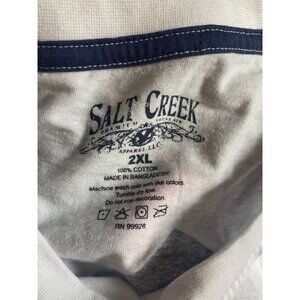 SALT CREEK
PREMIUM
APPAREL LLC.
2XL
100% COTTON
MADE IN BANGLADESH
Machine wash cold with like colors.
Tumble dry low.
Do not iron decoration.
RN 99928